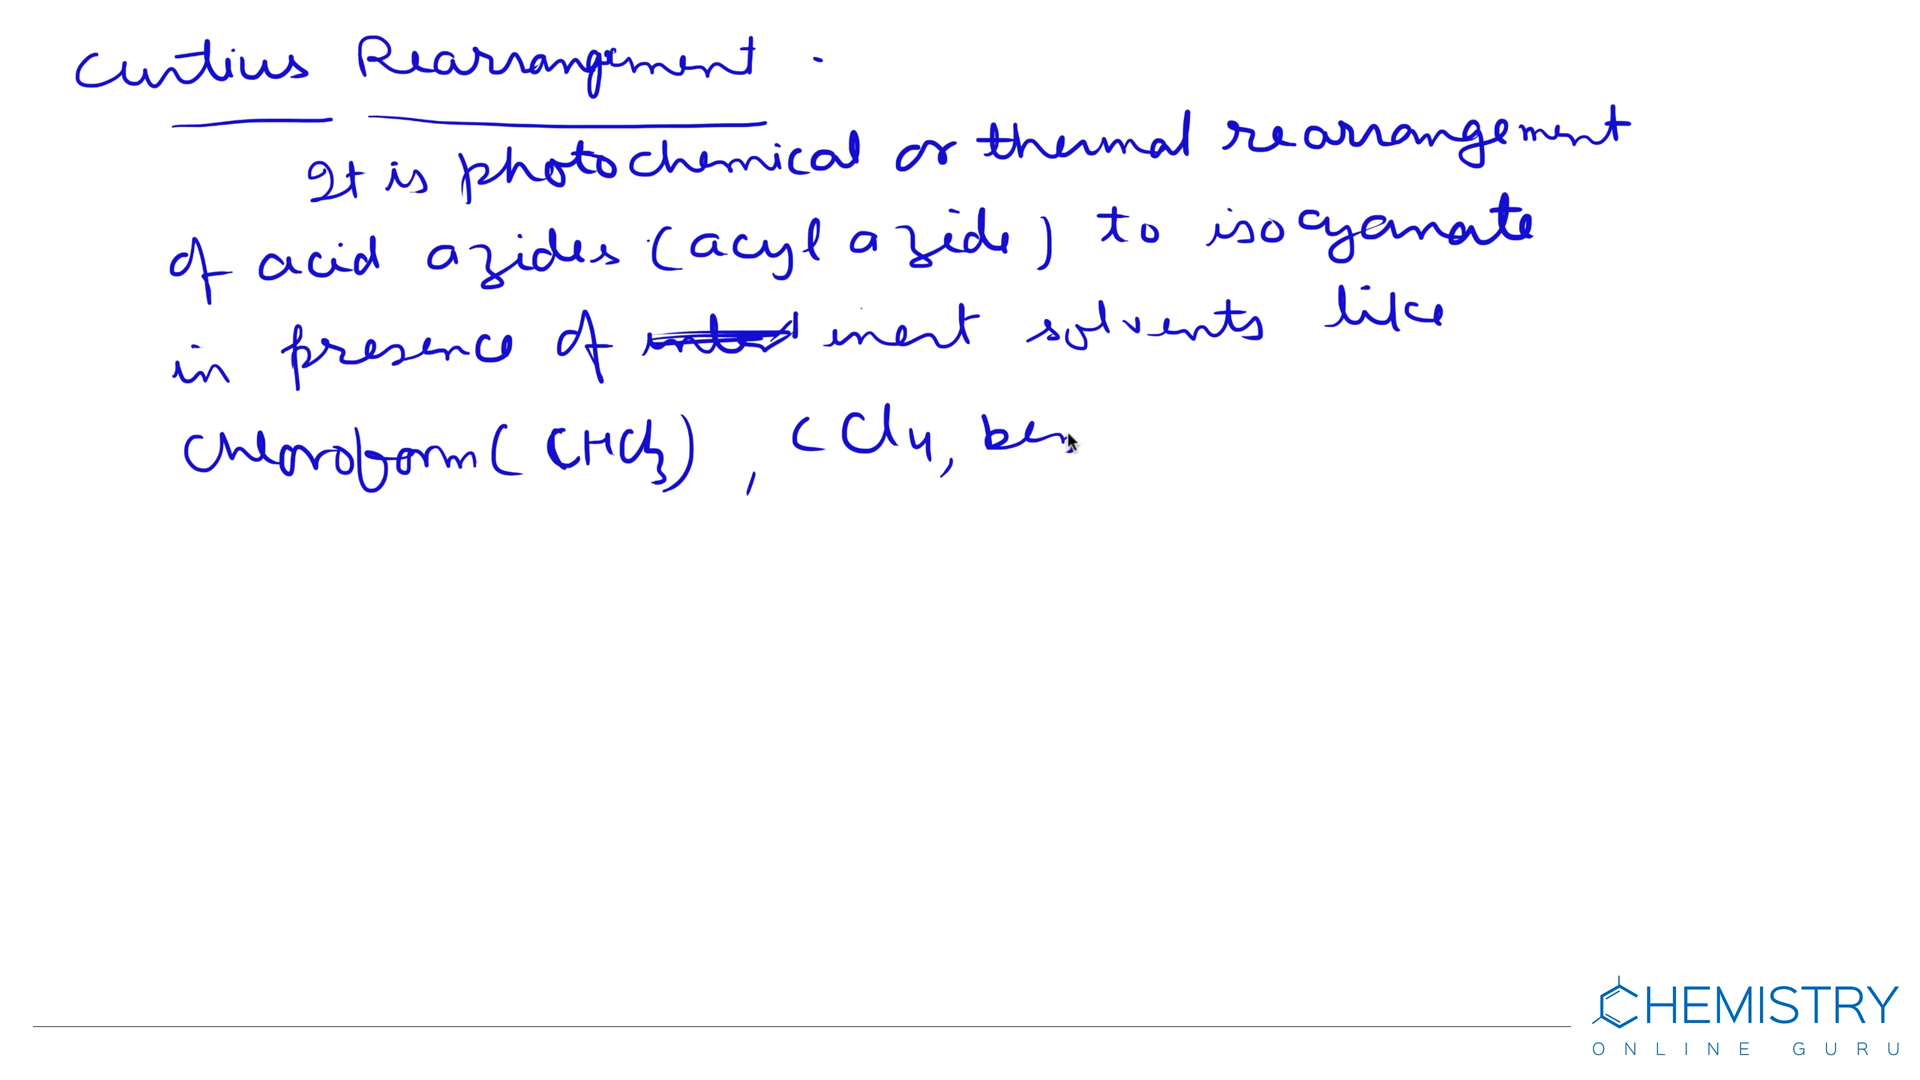 Curtius Rearrangement .
It is photochemical or thermal rearrangement
of acid azides (acyl azide) to isocyanate
in presence of inert solvents like
Chloroform (CHCl3) , CCl4, ben
CHEMISTRY
ONLINE GURU